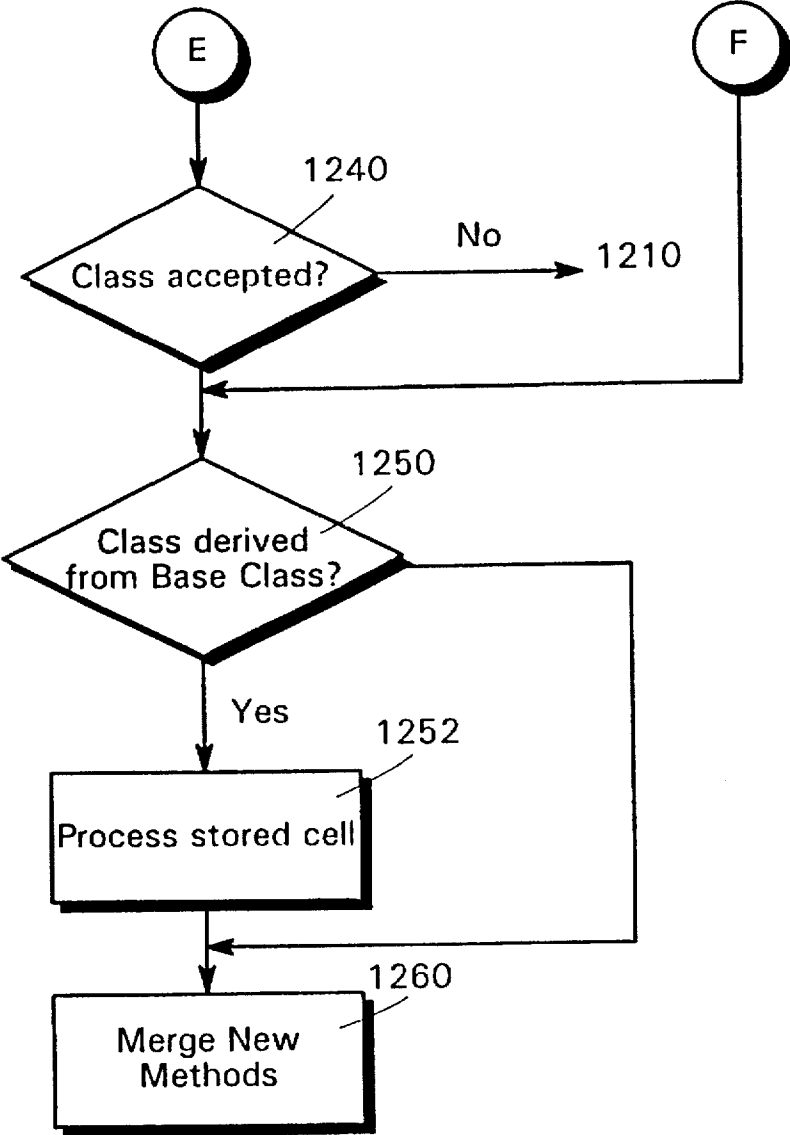 E
F
1240
Class accepted?
No
1210
1250
Class derived
from Base Class?
Yes
1252
Process stored cell
1260
Merge New
Methods